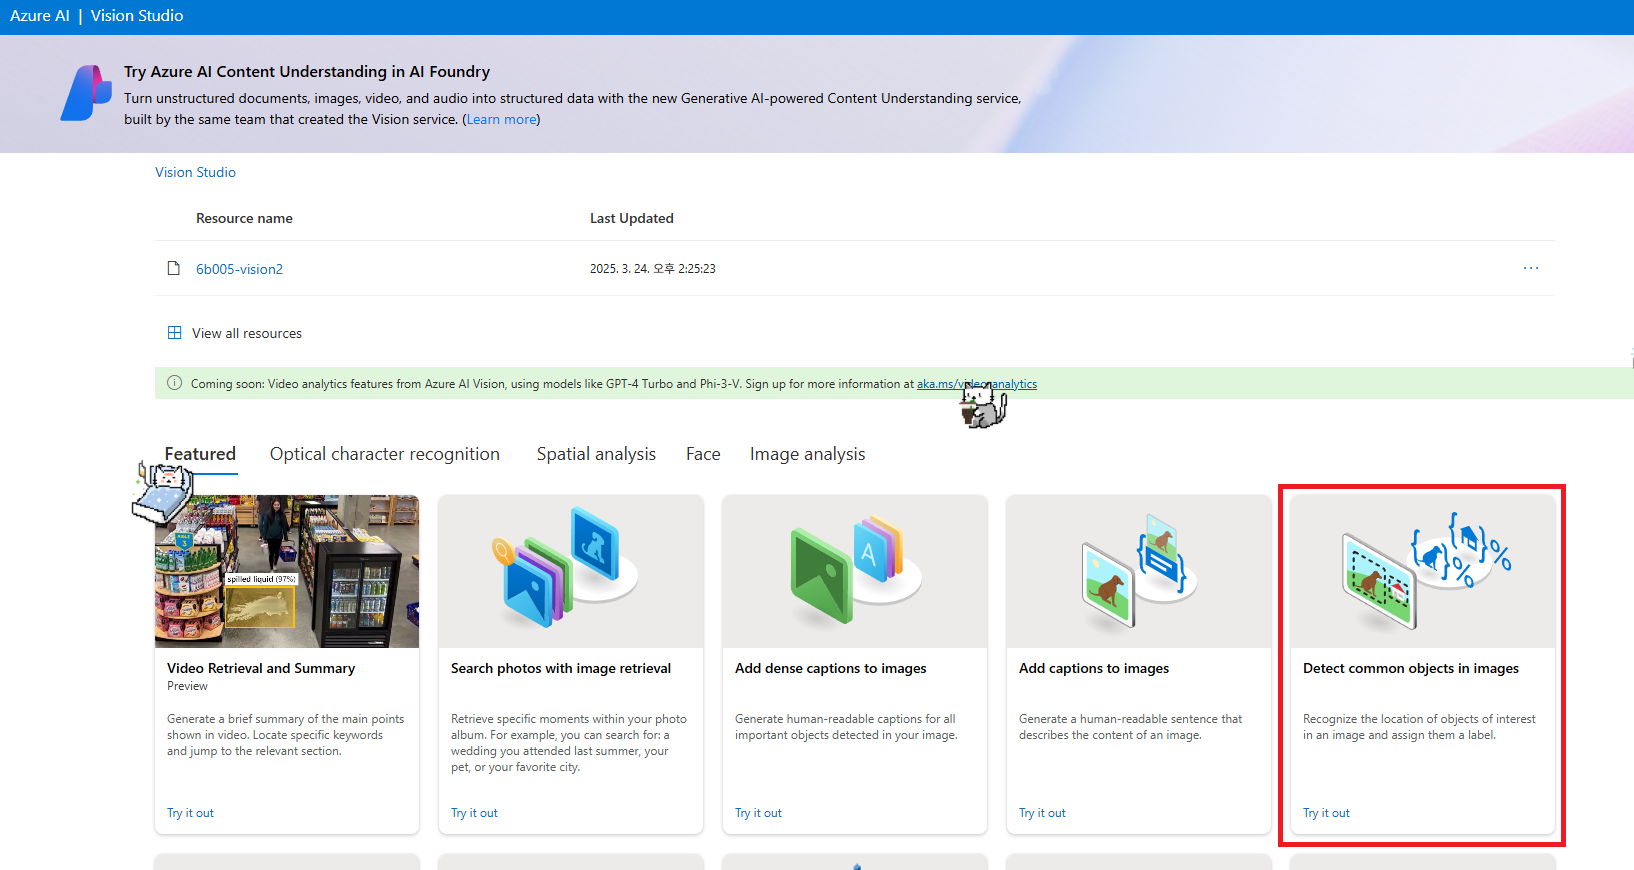 Azure AI | Vision Studio
Try Azure AI Content Understanding in AI Foundry
Turn unstructured documents, images, video, and audio into structured data with the new Generative AI-powered Content Understanding service,
built by the same team that created the Vision service. (Learn more)
Vision Studio
Resource name
Last Updated
6b005-vision2
2025. 3. 24. 오후 2:25:23
View all resources
Coming soon: Video analytics features from Azure AI Vision, using models like GPT-4 Turbo and Phi-3-V. Sign up for more information at aka.ms/videoanalytics
Featured
Optical character recognition
Spatial analysis
Face
Image analysis
AISLE
3
spilled liquid (97%)
Video Retrieval and Summary
Preview
Generate a brief summary of the main points
shown in video. Locate specific keywords
and jump to the relevant section.
Try it out
Search photos with image retrieval
Retrieve specific moments within your photo
album. For example, you can search for: a
wedding you attended last summer, your
pet, or your favorite city.
Try it out
A
Add dense captions to images
Generate human-readable captions for all
important objects detected in your image.
Try it out
Add captions to images
Generate a human-readable sentence that
describes the content of an image.
Try it out
{ } % { } %
Detect common objects in images
Recognize the location of objects of interest
in an image and assign them a label.
Try it out